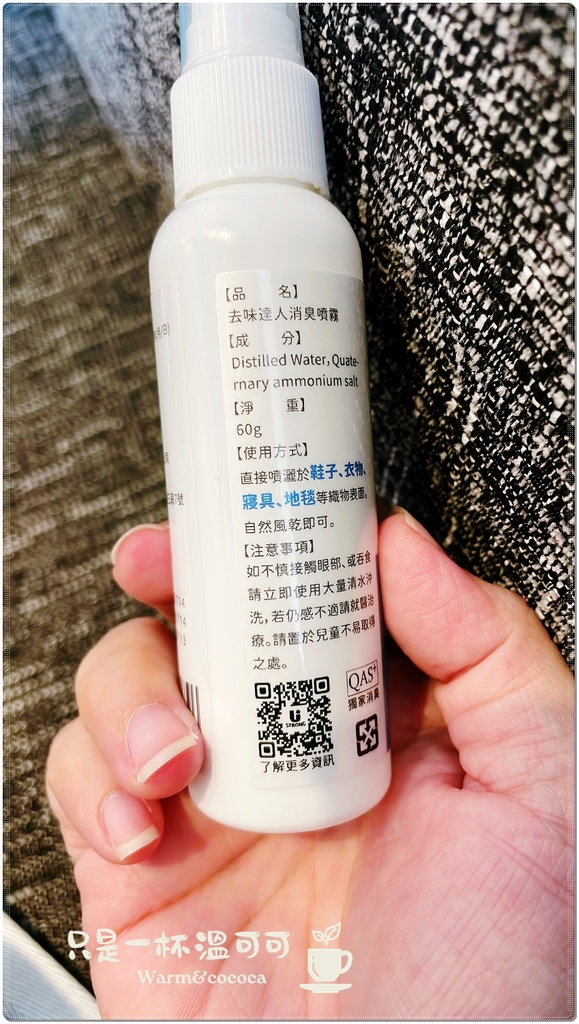 【品　名】
去味達人消臭噴霧
【成　分】
Distilled Water, Quate-
rnary ammonium salt
【淨　重】
60g
【使用方式】
直接噴灑於鞋子、衣物、
寢具、地毯等織物表面，
自然風乾即可。
【注意事項】
如不慎接觸眼部、或吞食
請立即使用大量清水沖
洗，若仍感不適請就醫治
療。請置於兒童不易取得
之處。
U
STRONG
了解更多資訊
QAS+
獨家消臭
只是一杯溫可可
Warm&cococa